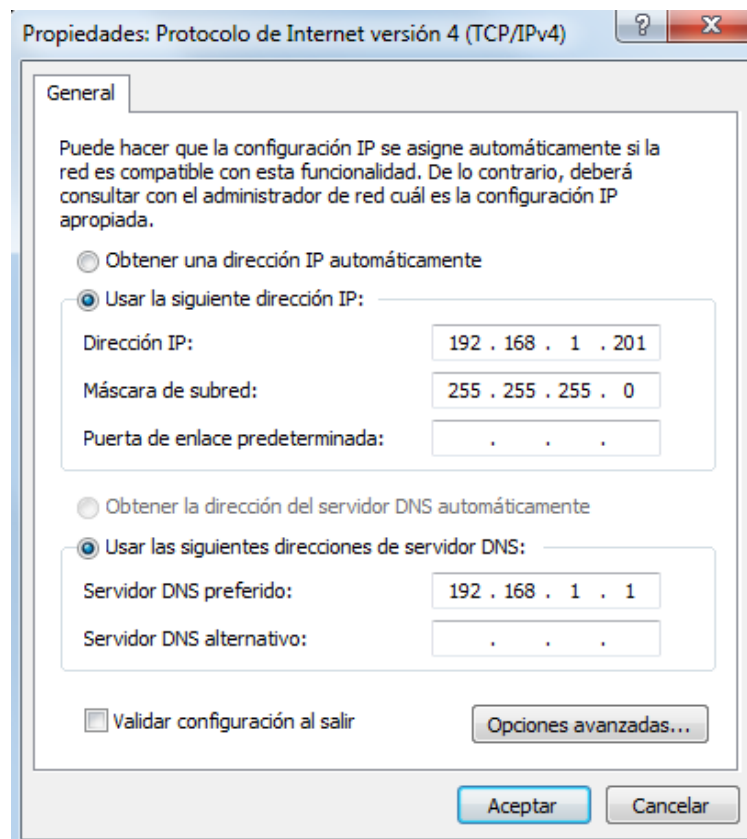 Propiedades: Protocolo de Internet versión 4 (TCP/IPv4)
General
Puede hacer que la configuración IP se asigne automáticamente si la
red es compatible con esta funcionalidad. De lo contrario, deberá
consultar con el administrador de red cuál es la configuración IP
apropiada.
Obtener una dirección IP automáticamente
Usar la siguiente dirección IP:
Dirección IP: 192 . 168 . 1 . 201
Máscara de subred: 255 . 255 . 255 . 0
Puerta de enlace predeterminada: . . .
Obtener la dirección del servidor DNS automáticamente
Usar las siguientes direcciones de servidor DNS:
Servidor DNS preferido: 192 . 168 . 1 . 1
Servidor DNS alternativo: . . .
Validar configuración al salir Opciones avanzadas...
Aceptar Cancelar